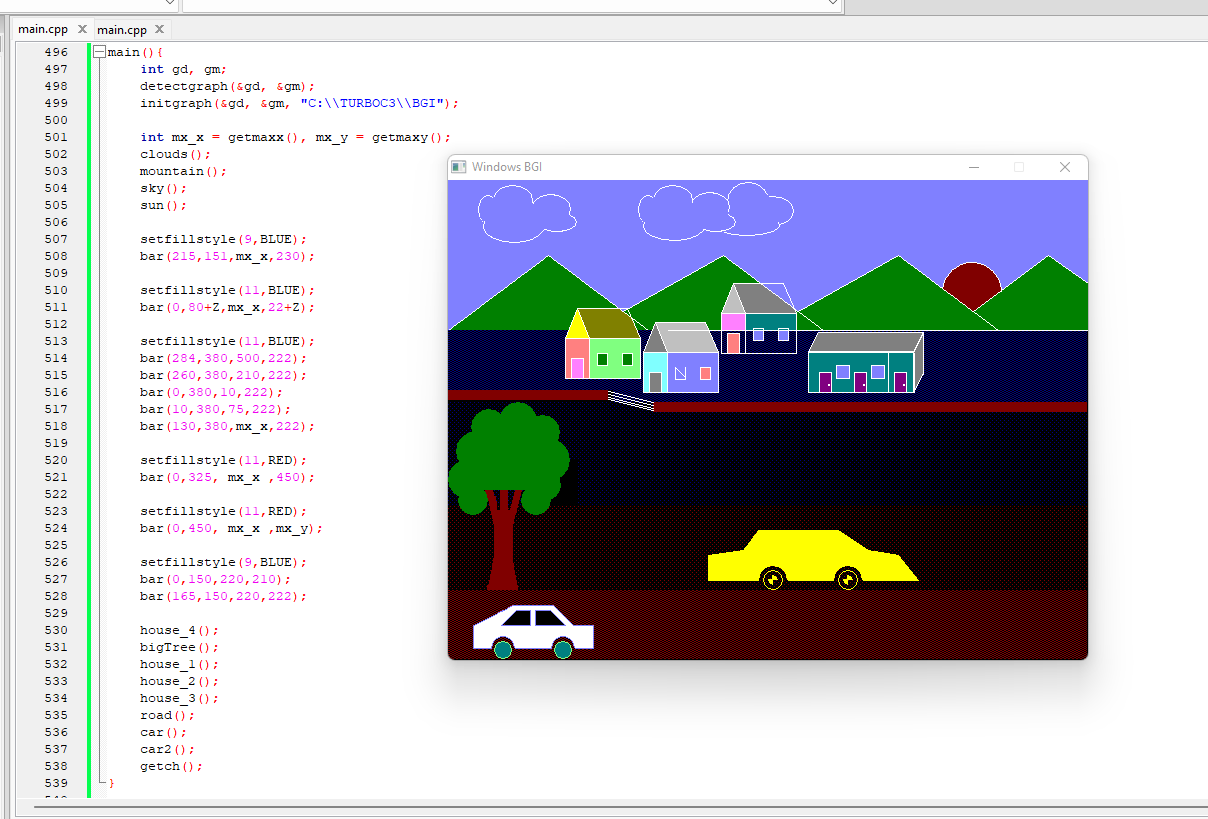 main.cpp main.cpp
496 main(){
497 int gd, gm;
498 detectgraph(&gd, &gm);
499 initgraph(&gd, &gm, "C:\\TURBOC3\\BGI");
500
501 int mx_x = getmaxx(), mx_y = getmaxy();
502 clouds();
503 mountain();
504 sky();
505 sun();
506
507 setfillstyle(9,BLUE);
508 bar(215,151,mx_x,230);
509
510 setfillstyle(11,BLUE);
511 bar(0,80+Z,mx_x,22+Z);
512
513 setfillstyle(11,BLUE);
514 bar(284,380,500,222);
515 bar(260,380,210,222);
516 bar(0,380,10,222);
517 bar(10,380,75,222);
518 bar(130,380,mx_x,222);
519
520 setfillstyle(11,RED);
521 bar(0,325, mx_x ,450);
522
523 setfillstyle(11,RED);
524 bar(0,450, mx_x ,mx_y);
525
526 setfillstyle(9,BLUE);
527 bar(0,150,220,210);
528 bar(165,150,220,222);
529
530 house_4();
531 bigTree();
532 house_1();
533 house_2();
534 house_3();
535 road();
536 car();
537 car2();
538 getch();
539 }
Windows BGI